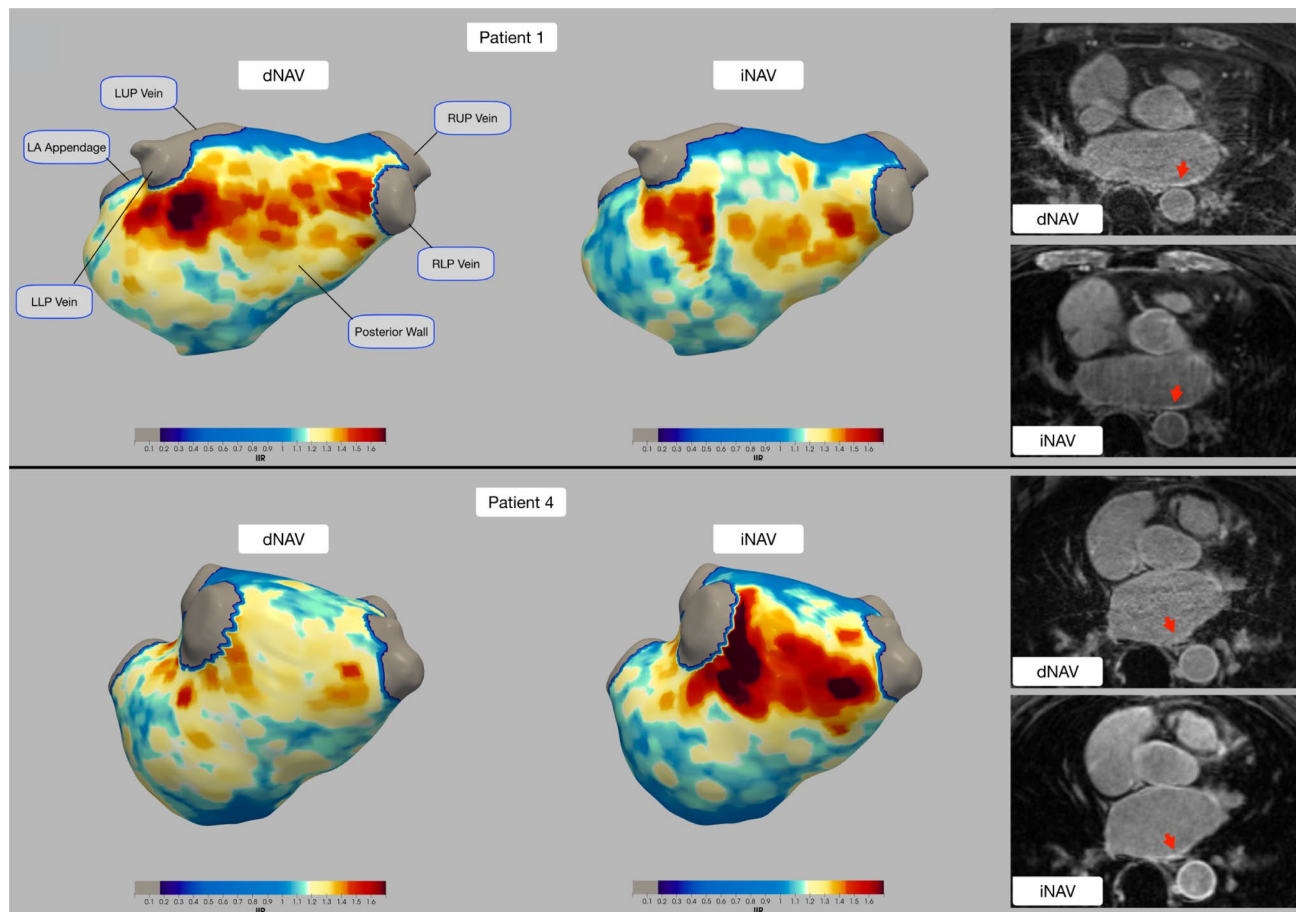 Patient 1
dNAV
iNAV
LUP Vein
RUP Vein
LA Appendage
RLP Vein
LLP Vein
Posterior Wall
0.1 0.2 0.3 0.4 0.5 0.6 0.7 0.8 0.9 1 1.1 1.2 1.3 1.4 1.5 1.6
IIR
0.1 0.2 0.3 0.4 0.5 0.6 0.7 0.8 0.9 1 1.1 1.2 1.3 1.4 1.5 1.6
IIR
dNAV
iNAV
Patient 4
dNAV
iNAV
0.1 0.2 0.3 0.4 0.5 0.6 0.7 0.8 0.9 1 1.1 1.2 1.3 1.4 1.5 1.6
IIR
0.1 0.2 0.3 0.4 0.5 0.6 0.7 0.8 0.9 1 1.1 1.2 1.3 1.4 1.5 1.6
IIR
dNAV
iNAV